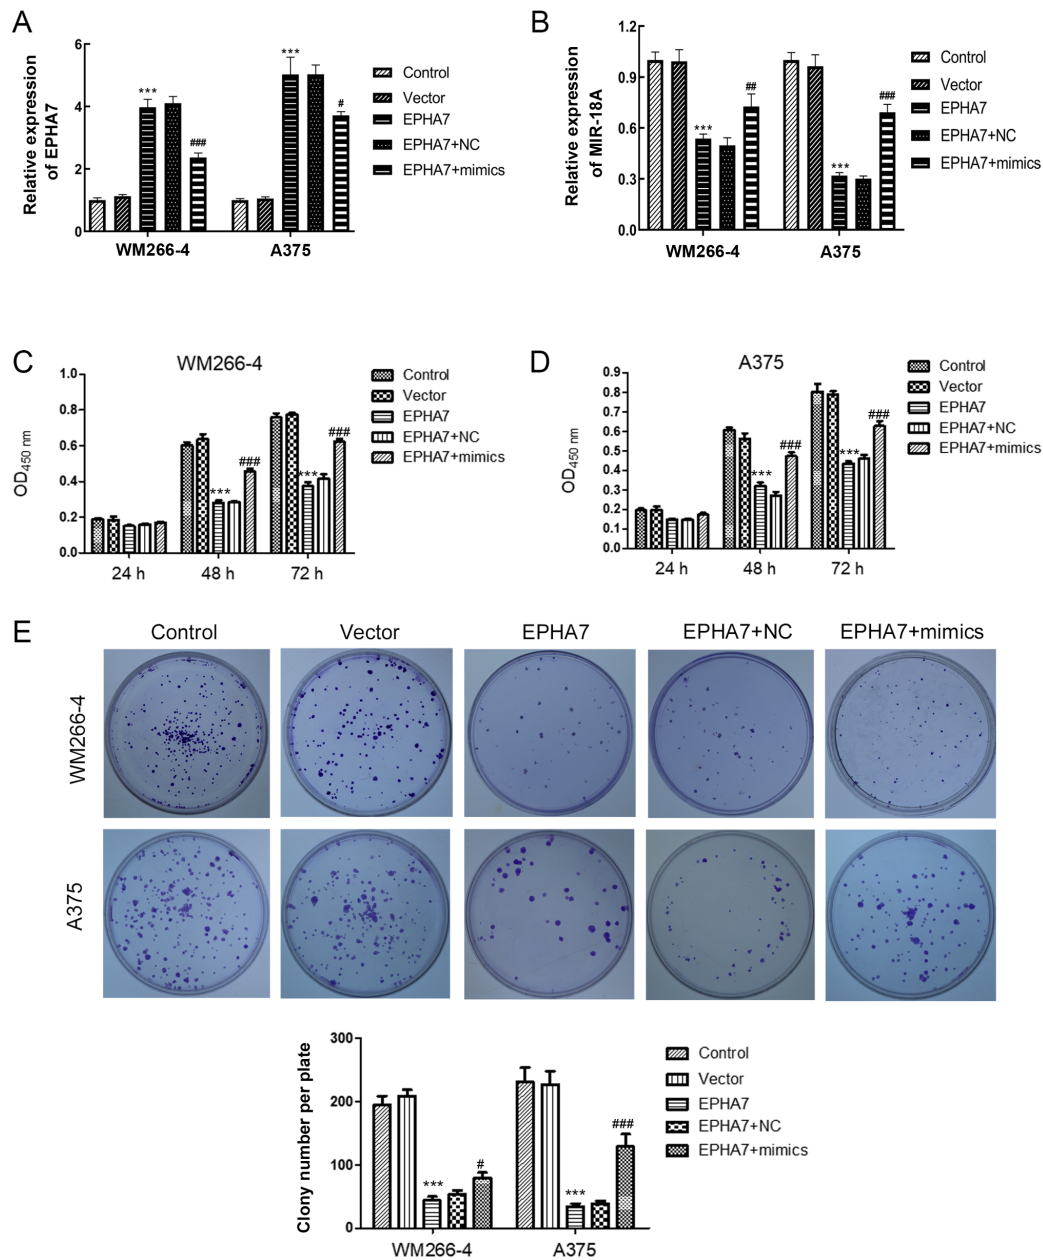 A
Relative expression
of EPHA7
6
4
2
0
***
###
***
#
WM266-4
A375
Control
Vector
EPHA7
EPHA7+NC
EPHA7+mimics
B
Relative expression
of MIR-18A
1.2
0.9
0.6
0.3
0.0
***
##
***
###
WM266-4
A375
Control
Vector
EPHA7
EPHA7+NC
EPHA7+mimics
C
WM266-4
OD450 nm
1.0
0.8
0.6
0.4
0.2
0.0
***
###
***
###
24 h
48 h
72 h
Control
Vector
EPHA7
EPHA7+NC
EPHA7+mimics
D
A375
OD450 nm
0.9
0.8
0.7
0.6
0.5
0.4
0.3
0.2
0.1
0.0
***
###
***
###
24 h
48 h
72 h
Control
Vector
EPHA7
EPHA7+NC
EPHA7+mimics
E
Control
Vector
EPHA7
EPHA7+NC
EPHA7+mimics
WM266-4
A375
Clony number per plate
300
200
100
0
***
#
***
###
WM266-4
A375
Control
Vector
EPHA7
EPHA7+NC
EPHA7+mimics